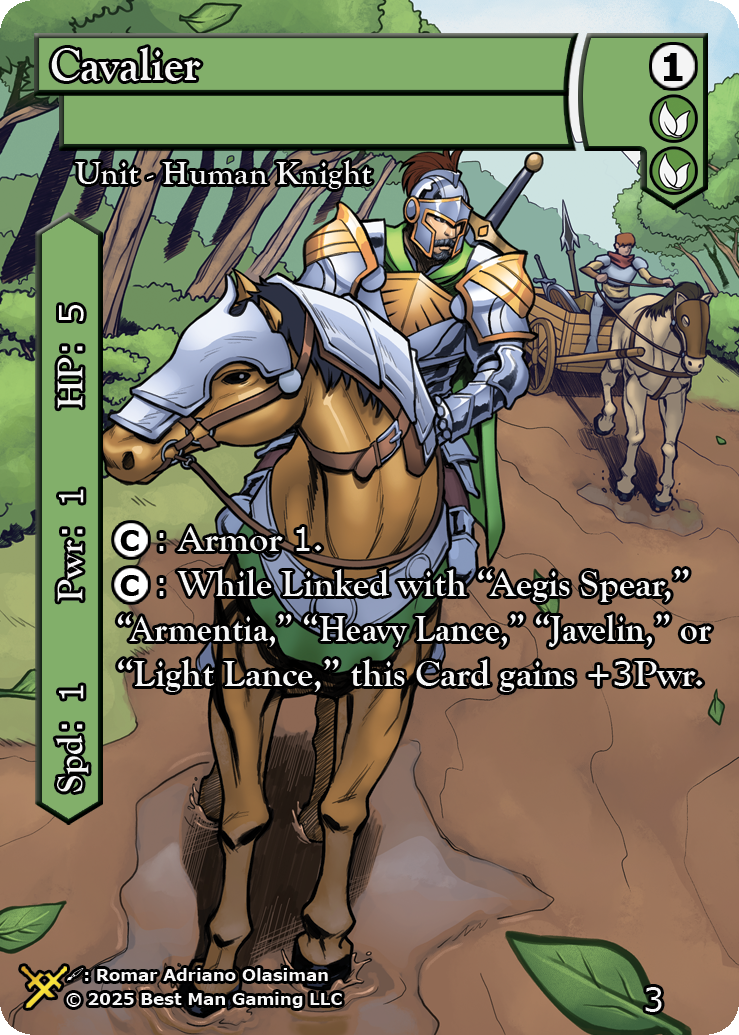 Cavalier
1
Unit - Human Knight
HP: 5
Pwr: 1
Spd: 1
C: Armor 1.
C: While Linked with “Aegis Spear,”
“Armentia,” “Heavy Lance,” “Javelin,” or
“Light Lance,” this Card gains +3Pwr.
: Romar Adriano Olasiman
© 2025 Best Man Gaming LLC
3